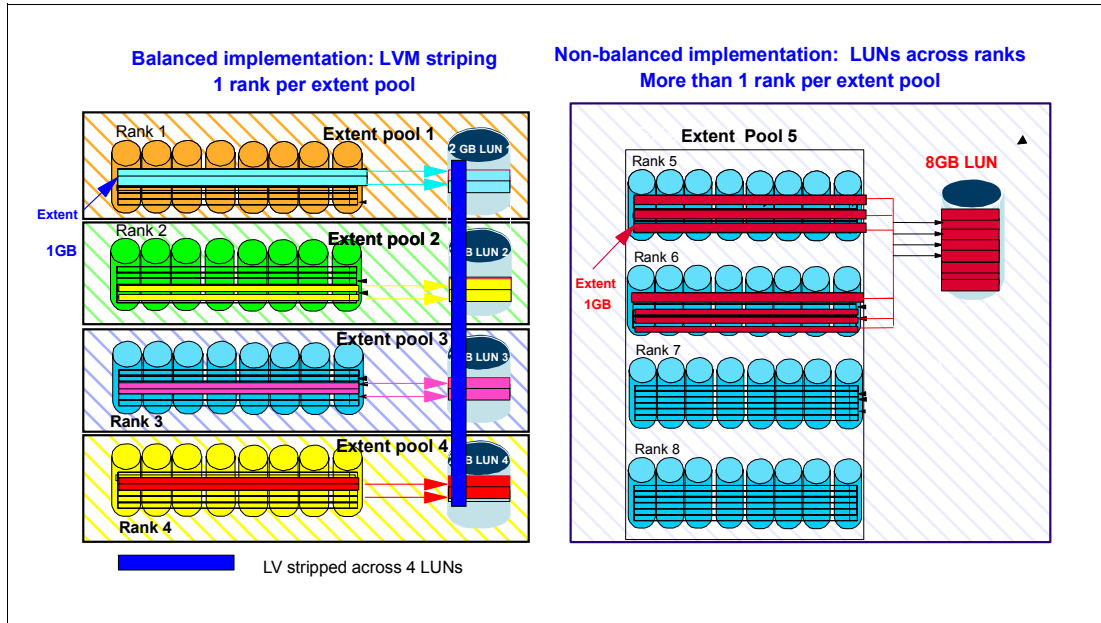 Balanced implementation: LVM striping
1 rank per extent pool
Non-balanced implementation: LUNs across ranks
More than 1 rank per extent pool
Rank 1
Extent pool 1
2 GB LUN 1
Extent
1GB
Rank 2
Extent pool 2
GB LUN 2
Extent pool 3
GB LUN 3
Rank 3
Extent pool 4
GB LUN 4
Rank 4
LV stripped across 4 LUNs
Extent Pool 5
Rank 5
8GB LUN
Rank 6
Extent
1GB
Rank 7
Rank 8